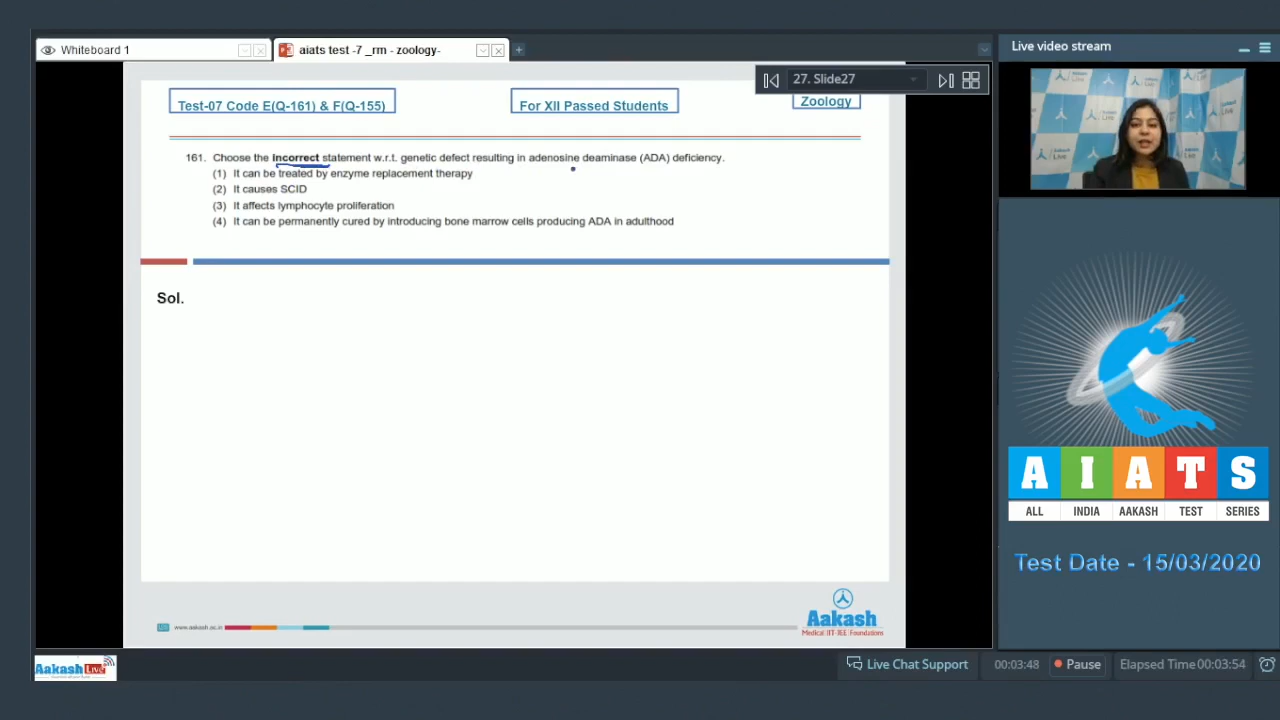 Whiteboard 1
aiats test -7 _rm - zoology-
Live video stream
27. Slide27
Test-07 Code E(Q-161) & F(Q-155)
For XII Passed Students
Zoology
161. Choose the Incorrect statement w.r.t. genetic defect resulting in adenosine deaminase (ADA) deficiency.
(1) It can be treated by enzyme replacement therapy
(2) It causes SCID
(3) It affects lymphocyte proliferation
(4) It can be permanently cured by introducing bone marrow cells producing ADA in adulthood
Sol.
A I A T S
ALL INDIA AAKASH TEST SERIES
Test Date - 15/03/2020
www.aakash.ac.in
Aakash
Medical|IIT-JEE|Foundations
Aakash Live
Live Chat Support
00:03:48
Pause
Elapsed Time 00:03:54